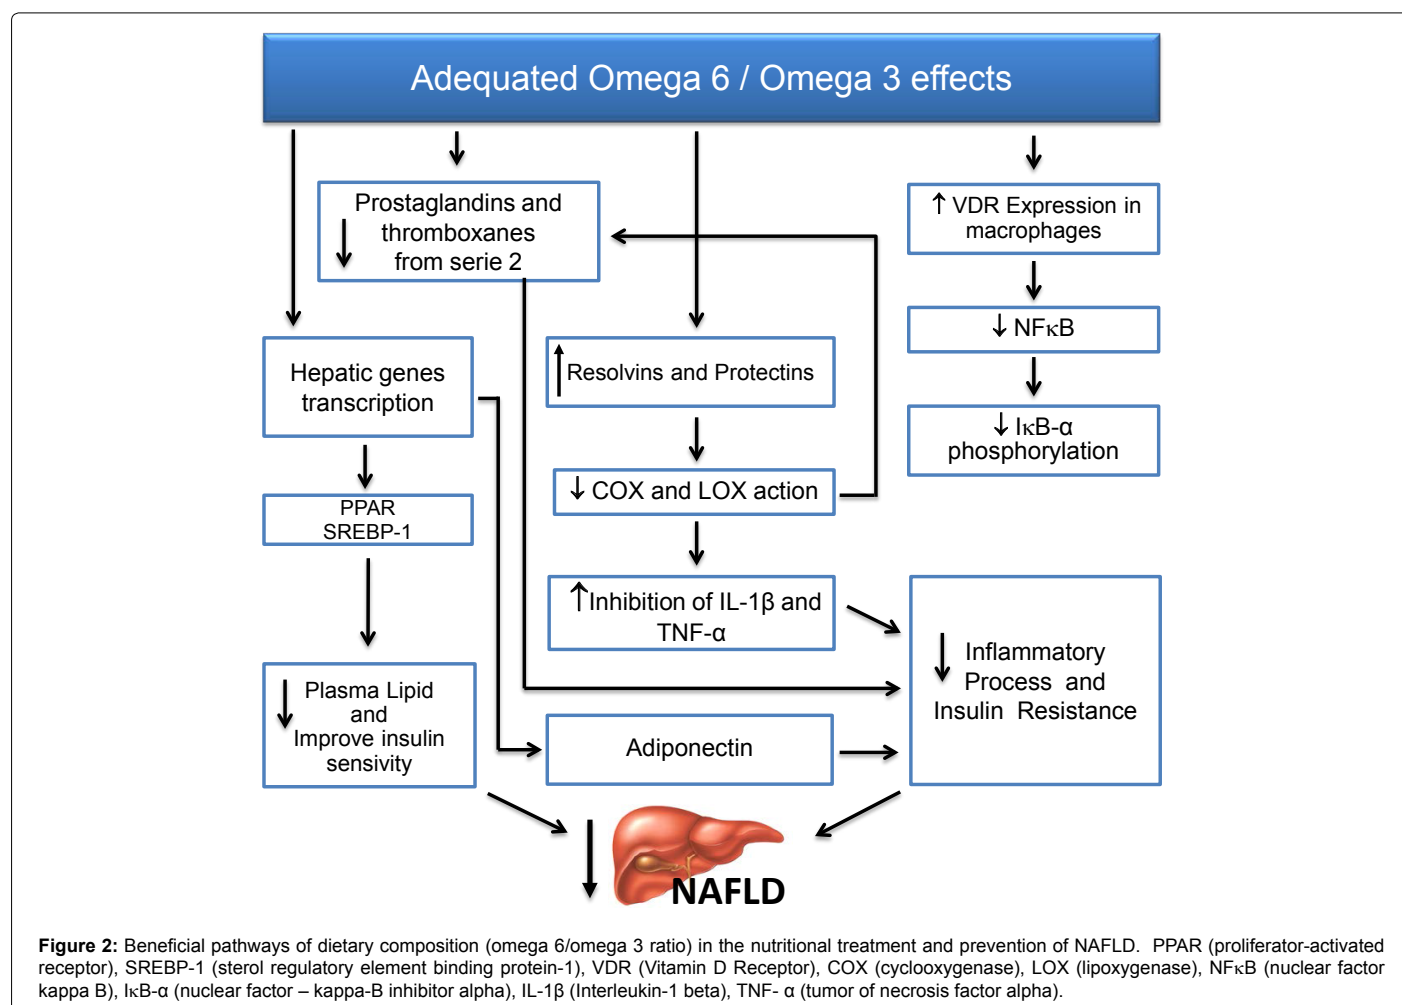 Adequated Omega 6 / Omega 3 effects
Prostaglandins and
↓ thromboxanes
from serie 2
↑ VDR Expression in
macrophages
↓ NFκB
↓ IκB-α
phosphorylation
Hepatic genes
transcription
↑ Resolvins and Protectins
↓ COX and LOX action
PPAR
SREBP-1
↑ Inhibition of IL-1β and
TNF-α
↓ Plasma Lipid
and
Improve insulin
sensivity
Adiponectin
↓ Inflammatory
Process and
Insulin Resistance
↓ NAFLD
Figure 2: Beneficial pathways of dietary composition (omega 6/omega 3 ratio) in the nutritional treatment and prevention of NAFLD. PPAR (proliferator-activated
receptor), SREBP-1 (sterol regulatory element binding protein-1), VDR (Vitamin D Receptor), COX (cyclooxygenase), LOX (lipoxygenase), NFκB (nuclear factor
kappa B), IκB-α (nuclear factor – kappa-B inhibitor alpha), IL-1β (Interleukin-1 beta), TNF- α (tumor of necrosis factor alpha).